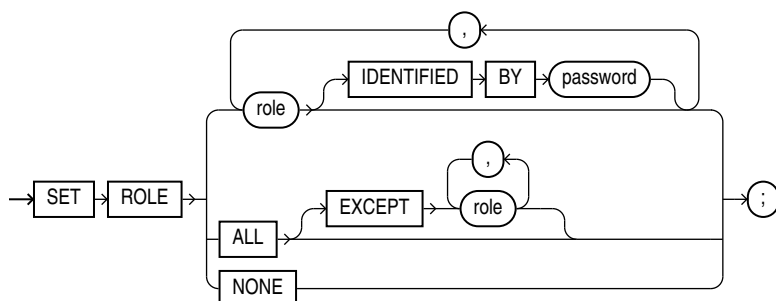 ,
IDENTIFIED BY password
role
,
SET ROLE EXCEPT role ;
ALL
NONE